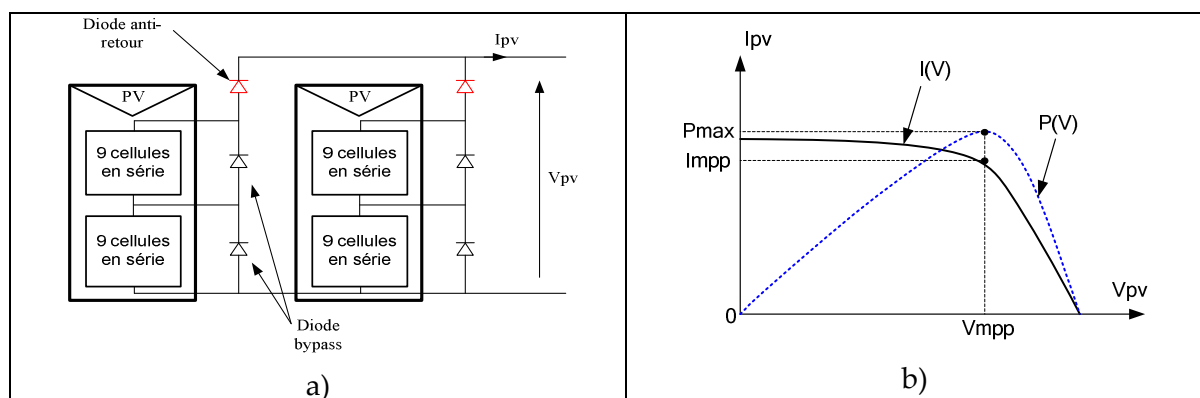 Diode anti-
retour
Ipv
PV
PV
9 cellules
en série
9 cellules
en série
Vpv
9 cellules
en série
9 cellules
en série
Diode
bypass
a)
Ipv
I(V)
Pmax
P(V)
Impp
Vpv
0
Vmpp
b)